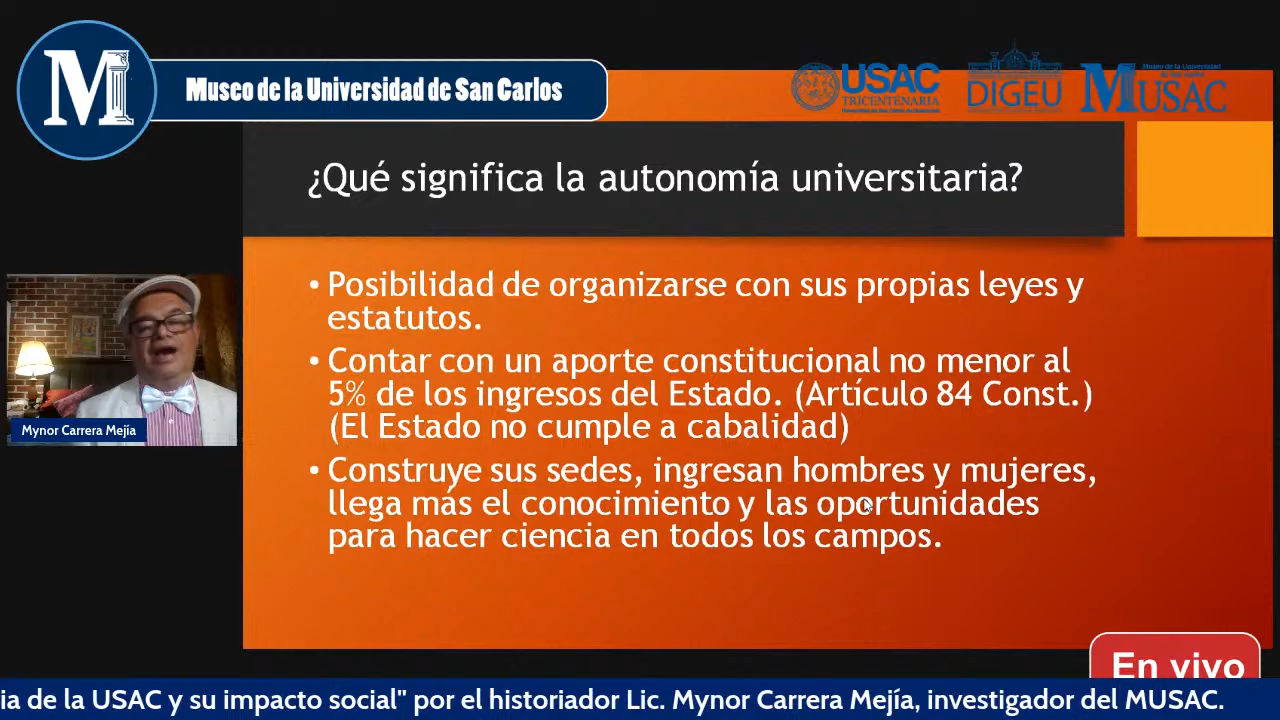 M
Museo de la Universidad de San Carlos
USAC
TRICENTENARIA
DIGEU
Museo de la Universidad
MUSAC
¿Qué significa la autonomía universitaria?
• Posibilidad de organizarse con sus propias leyes y
estatutos.
• Contar con un aporte constitucional no menor al
5% de los ingresos del Estado. (Artículo 84 Const.)
(El Estado no cumple a cabalidad)
• Construye sus sedes, ingresan hombres y mujeres,
llega más el conocimiento y las oportunidades
para hacer ciencia en todos los campos.
Mynor Carrera Mejía
En vivo
ia de la USAC y su impacto social" por el historiador Lic. Mynor Carrera Mejía, investigador del MUSAC.